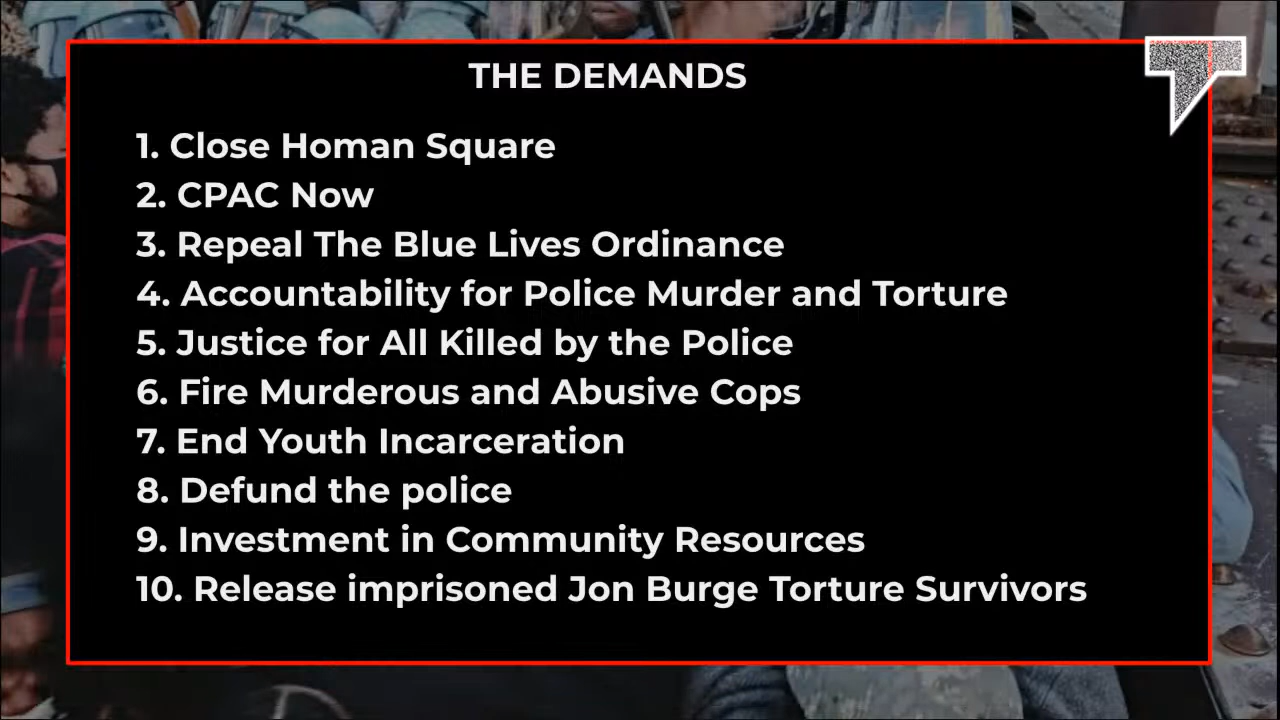 THE DEMANDS
1. Close Homan Square
2. CPAC Now
3. Repeal The Blue Lives Ordinance
4. Accountability for Police Murder and Torture
5. Justice for All Killed by the Police
6. Fire Murderous and Abusive Cops
7. End Youth Incarceration
8. Defund the police
9. Investment in Community Resources
10. Release imprisoned Jon Burge Torture Survivors